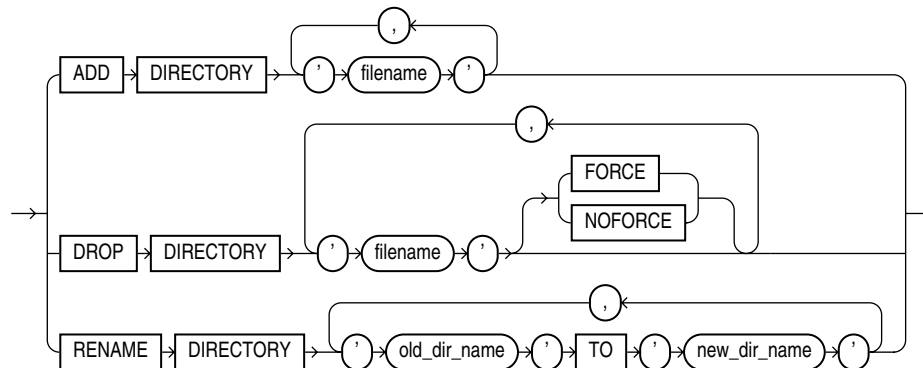 ,
ADD DIRECTORY ' filename '
,
FORCE
NOFORCE
DROP DIRECTORY ' filename '
,
RENAME DIRECTORY ' old_dir_name ' TO ' new_dir_name '